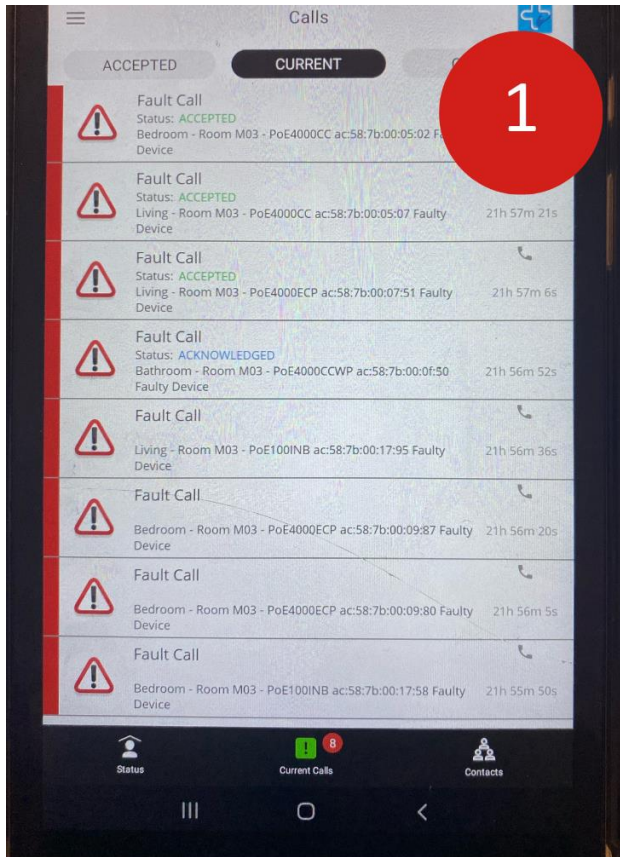 Calls
ACCEPTED
CURRENT
1
Fault Call
Status: ACCEPTED
Bedroom - Room M03 - PoE4000CC ac:58:7b:00:05:02
Device
Fault Call
Status: ACCEPTED
Living - Room M03 - PoE4000CC ac:58:7b:00:05:07 Faulty
Device
21h 57m 21s
Fault Call
Status: ACCEPTED
Living - Room M03 - PoE4000ECP ac:58:7b:00:07:51 Faulty
Device
21h 57m 6s
Fault Call
Status: ACKNOWLEDGED
Bathroom - Room M03 - PoE4000CCWP ac:58:7b:00:0f:50
Faulty Device
21h 56m 52s
Fault Call
Living - Room M03 - PoE100INB ac:58:7b:00:17:95 Faulty
Device
21h 56m 36s
Fault Call
Bedroom - Room M03 - PoE4000ECP ac:58:7b:00:09:87 Faulty
Device
21h 56m 20s
Fault Call
Bedroom - Room M03 - PoE4000ECP ac:58:7b:00:09:80 Faulty
Device
21h 56m 5s
Fault Call
Bedroom - Room M03 - PoE100INB ac:58:7b:00:17:58 Faulty
Device
21h 55m 50s
Status
8
Current Calls
Contacts